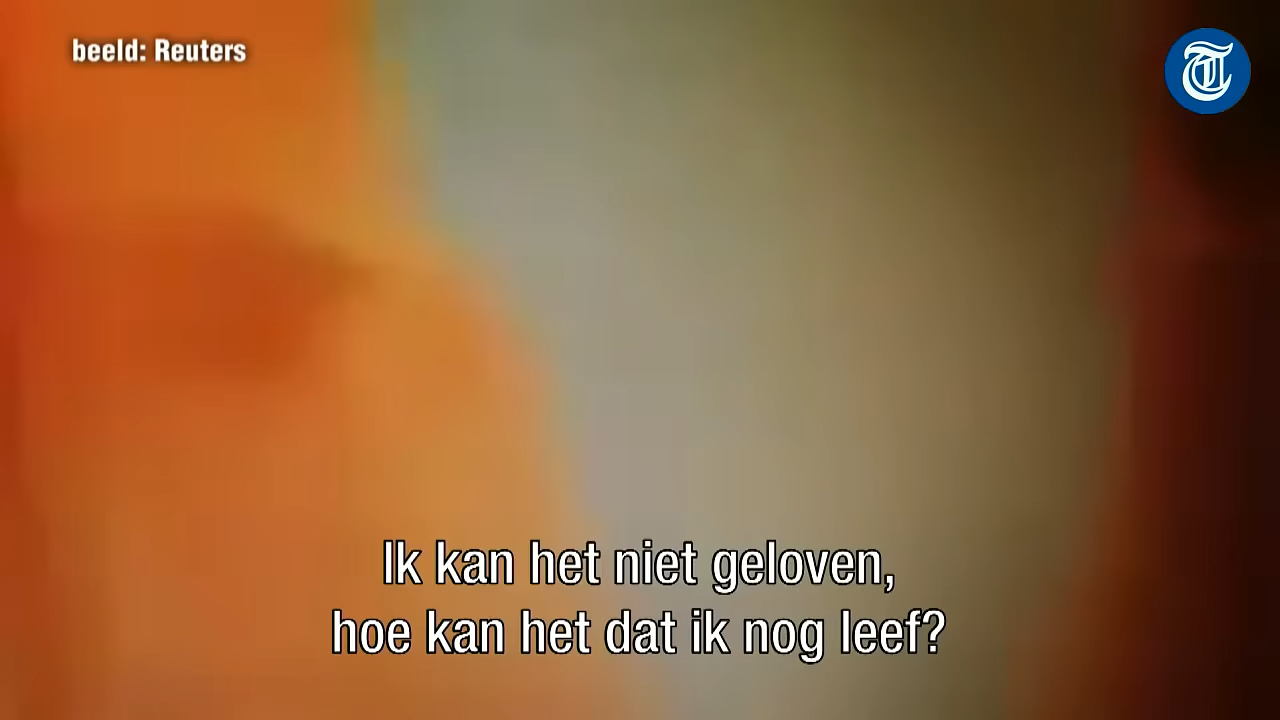 beeld: Reuters
T
Ik kan het niet geloven,
hoe kan het dat ik nog leef?